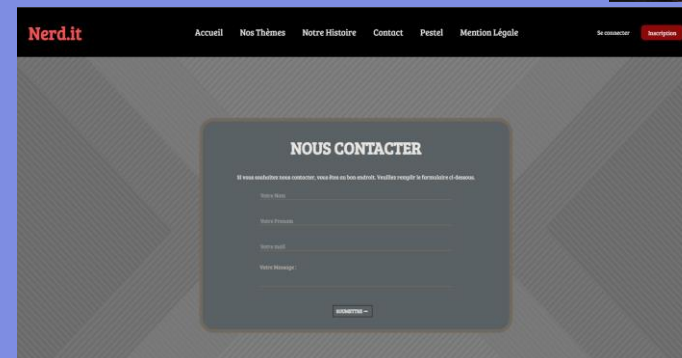 Nerd.it
Accueil Nos Thèmes Notre Histoire Contact Pestel Mention Légale
Se connecter Inscription
NOUS CONTACTER
Si vous souhaitez nous contacter, vous êtes au bon endroit. Veuillez remplir le formulaire ci-dessous.
Votre Nom
Votre Prenom
Votre mail
Votre Message :
SOUMETTRE